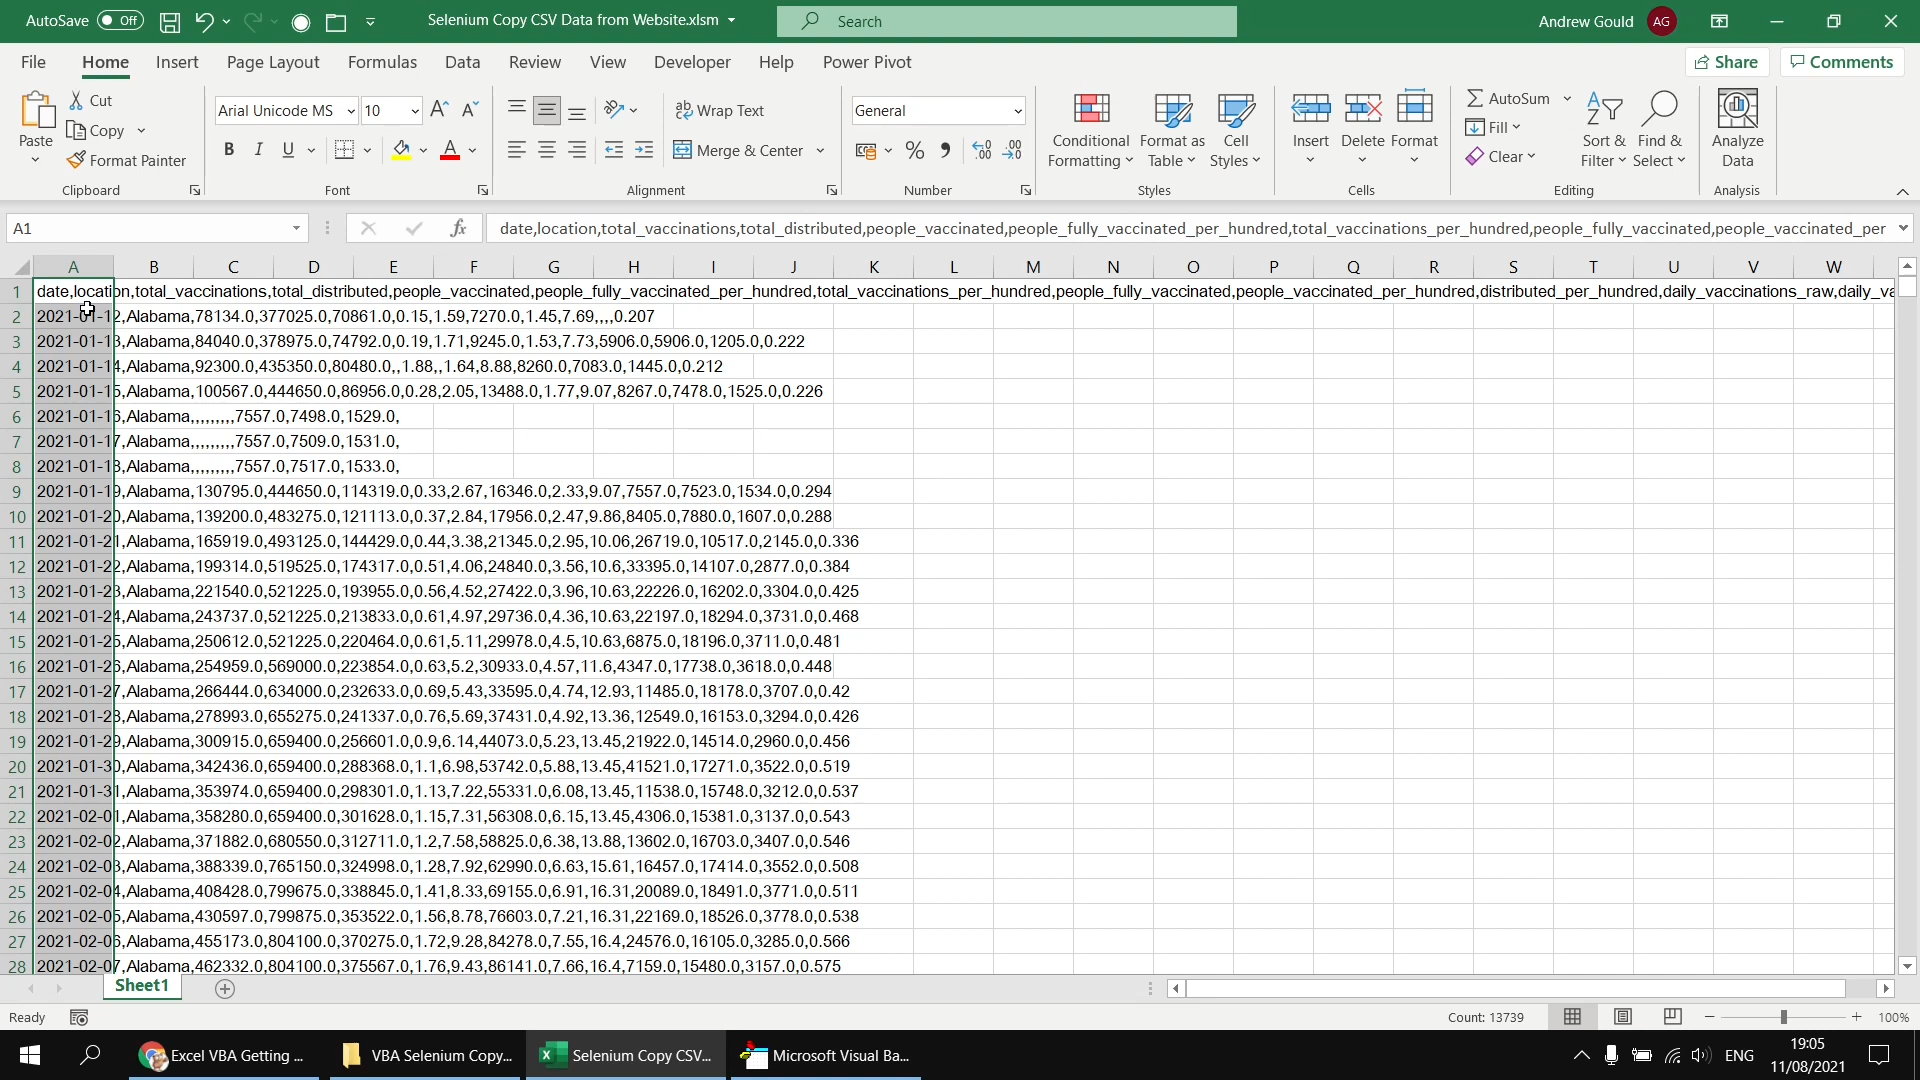 AutoSave Off Selenium Copy CSV Data from Website.xlsm Search Andrew Gould AG
File Home Insert Page Layout Formulas Data Review View Developer Help Power Pivot Share Comments
Paste Cut Copy Format Painter
Clipboard
Arial Unicode MS 10
B I U A
Font
Wrap Text
Merge & Center
Alignment
General
Number
Conditional Formatting Format as Table Cell Styles
Styles
Insert Delete Format
Cells
AutoSum Fill Clear Sort & Filter Find & Select
Editing
Analyze Data
Analysis
A1 fx date,location,total_vaccinations,total_distributed,people_vaccinated,people_fully_vaccinated_per_hundred,total_vaccinations_per_hundred,people_fully_vaccinated,people_vaccinated_per
A B C D E F G H I J K L M N O P Q R S T U V W
1 date,location,total_vaccinations,total_distributed,people_vaccinated,people_fully_vaccinated_per_hundred,total_vaccinations_per_hundred,people_fully_vaccinated,people_vaccinated_per_hundred,distributed_per_hundred,daily_vaccinations_raw,daily_va
2 2021-01-12,Alabama,78134.0,377025.0,70861.0,0.15,1.59,7270.0,1.45,7.69,,,,0.207
3 2021-01-13,Alabama,84040.0,378975.0,74792.0,0.19,1.71,9245.0,1.53,7.73,5906.0,5906.0,1205.0,0.222
4 2021-01-14,Alabama,92300.0,435350.0,80480.0,,1.88,,1.64,8.88,8260.0,7083.0,1445.0,0.212
5 2021-01-15,Alabama,100567.0,444650.0,86956.0,0.28,2.05,13488.0,1.77,9.07,8267.0,7478.0,1525.0,0.226
6 2021-01-16,Alabama,,,,,,,,,7557.0,7498.0,1529.0,
7 2021-01-17,Alabama,,,,,,,,,7557.0,7509.0,1531.0,
8 2021-01-18,Alabama,,,,,,,,,7557.0,7517.0,1533.0,
9 2021-01-19,Alabama,130795.0,444650.0,114319.0,0.33,2.67,16346.0,2.33,9.07,7557.0,7523.0,1534.0,0.294
10 2021-01-20,Alabama,139200.0,483275.0,121113.0,0.37,2.84,17956.0,2.47,9.86,8405.0,7880.0,1607.0,0.288
11 2021-01-21,Alabama,165919.0,493125.0,144429.0,0.44,3.38,21345.0,2.95,10.06,26719.0,10517.0,2145.0,0.336
12 2021-01-22,Alabama,199314.0,519525.0,174317.0,0.51,4.06,24840.0,3.56,10.6,33395.0,14107.0,2877.0,0.384
13 2021-01-23,Alabama,221540.0,521225.0,193955.0,0.56,4.52,27422.0,3.96,10.63,22226.0,16202.0,3304.0,0.425
14 2021-01-24,Alabama,243737.0,521225.0,213833.0,0.61,4.97,29736.0,4.36,10.63,22197.0,18294.0,3731.0,0.468
15 2021-01-25,Alabama,250612.0,521225.0,220464.0,0.61,5.11,29978.0,4.5,10.63,6875.0,18196.0,3711.0,0.481
16 2021-01-26,Alabama,254959.0,569000.0,223854.0,0.63,5.2,30933.0,4.57,11.6,4347.0,17738.0,3618.0,0.448
17 2021-01-27,Alabama,266444.0,634000.0,232633.0,0.69,5.43,33595.0,4.74,12.93,11485.0,18178.0,3707.0,0.42
18 2021-01-28,Alabama,278993.0,655275.0,241337.0,0.76,5.69,37431.0,4.92,13.36,12549.0,16153.0,3294.0,0.426
19 2021-01-29,Alabama,300915.0,659400.0,256601.0,0.9,6.14,44073.0,5.23,13.45,21922.0,14514.0,2960.0,0.456
20 2021-01-30,Alabama,342436.0,659400.0,288368.0,1.1,6.98,53742.0,5.88,13.45,41521.0,17271.0,3522.0,0.519
21 2021-01-31,Alabama,353974.0,659400.0,298301.0,1.13,7.22,55331.0,6.08,13.45,11538.0,15748.0,3212.0,0.537
22 2021-02-01,Alabama,358280.0,659400.0,301628.0,1.15,7.31,56308.0,6.15,13.45,4306.0,15381.0,3137.0,0.543
23 2021-02-02,Alabama,371882.0,680550.0,312711.0,1.2,7.58,58825.0,6.38,13.88,13602.0,16703.0,3407.0,0.546
24 2021-02-03,Alabama,388339.0,765150.0,324998.0,1.28,7.92,62990.0,6.63,15.61,16457.0,17414.0,3552.0,0.508
25 2021-02-04,Alabama,408428.0,799675.0,338845.0,1.41,8.33,69155.0,6.91,16.31,20089.0,18491.0,3771.0,0.511
26 2021-02-05,Alabama,430597.0,799875.0,353522.0,1.56,8.78,76603.0,7.21,16.31,22169.0,18526.0,3778.0,0.538
27 2021-02-06,Alabama,455173.0,804100.0,370275.0,1.72,9.28,84278.0,7.55,16.4,24576.0,16105.0,3285.0,0.566
28 2021-02-07,Alabama,462332.0,804100.0,375567.0,1.76,9.43,86141.0,7.66,16.4,7159.0,15480.0,3157.0,0.575
Sheet1
Ready Count: 13739 100%
Excel VBA Getting ... VBA Selenium Copy... Selenium Copy CSV... Microsoft Visual Ba... ENG 19:05
11/08/2021